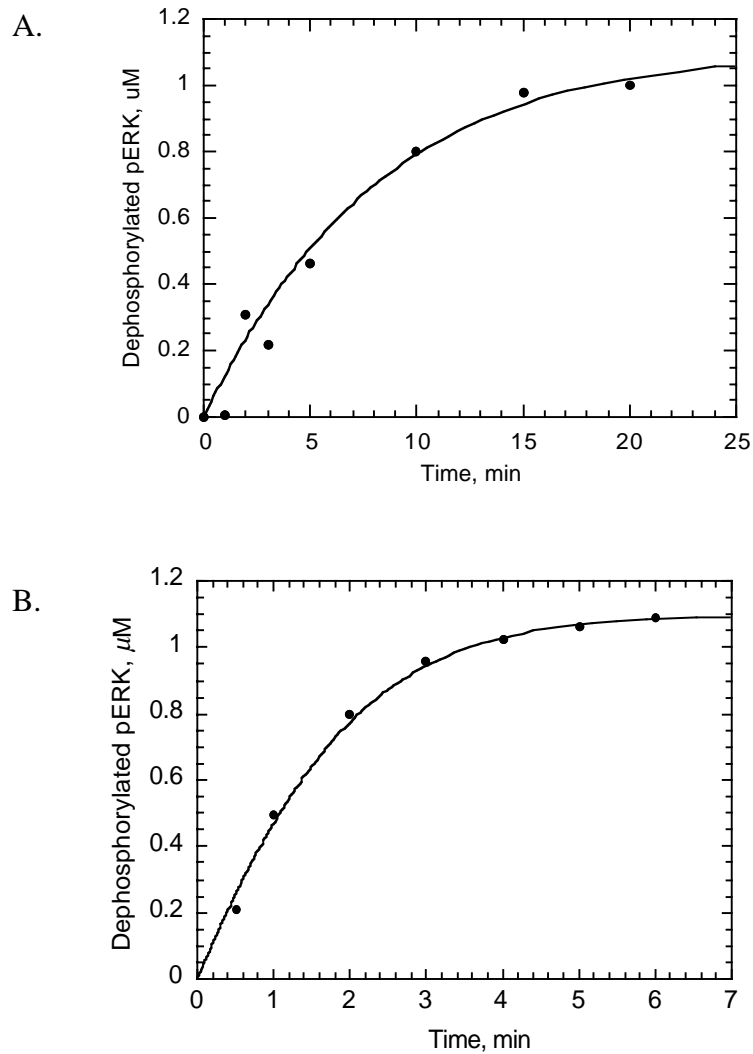 A.
Dephosphorylated pERK, uM
1.2
1
0.8
0.6
0.4
0.2
0
0 5 10 15 20 25
Time, min
B.
Dephosphorylated pERK, μM
1.2
1
0.8
0.6
0.4
0.2
0
0 1 2 3 4 5 6 7
Time, min